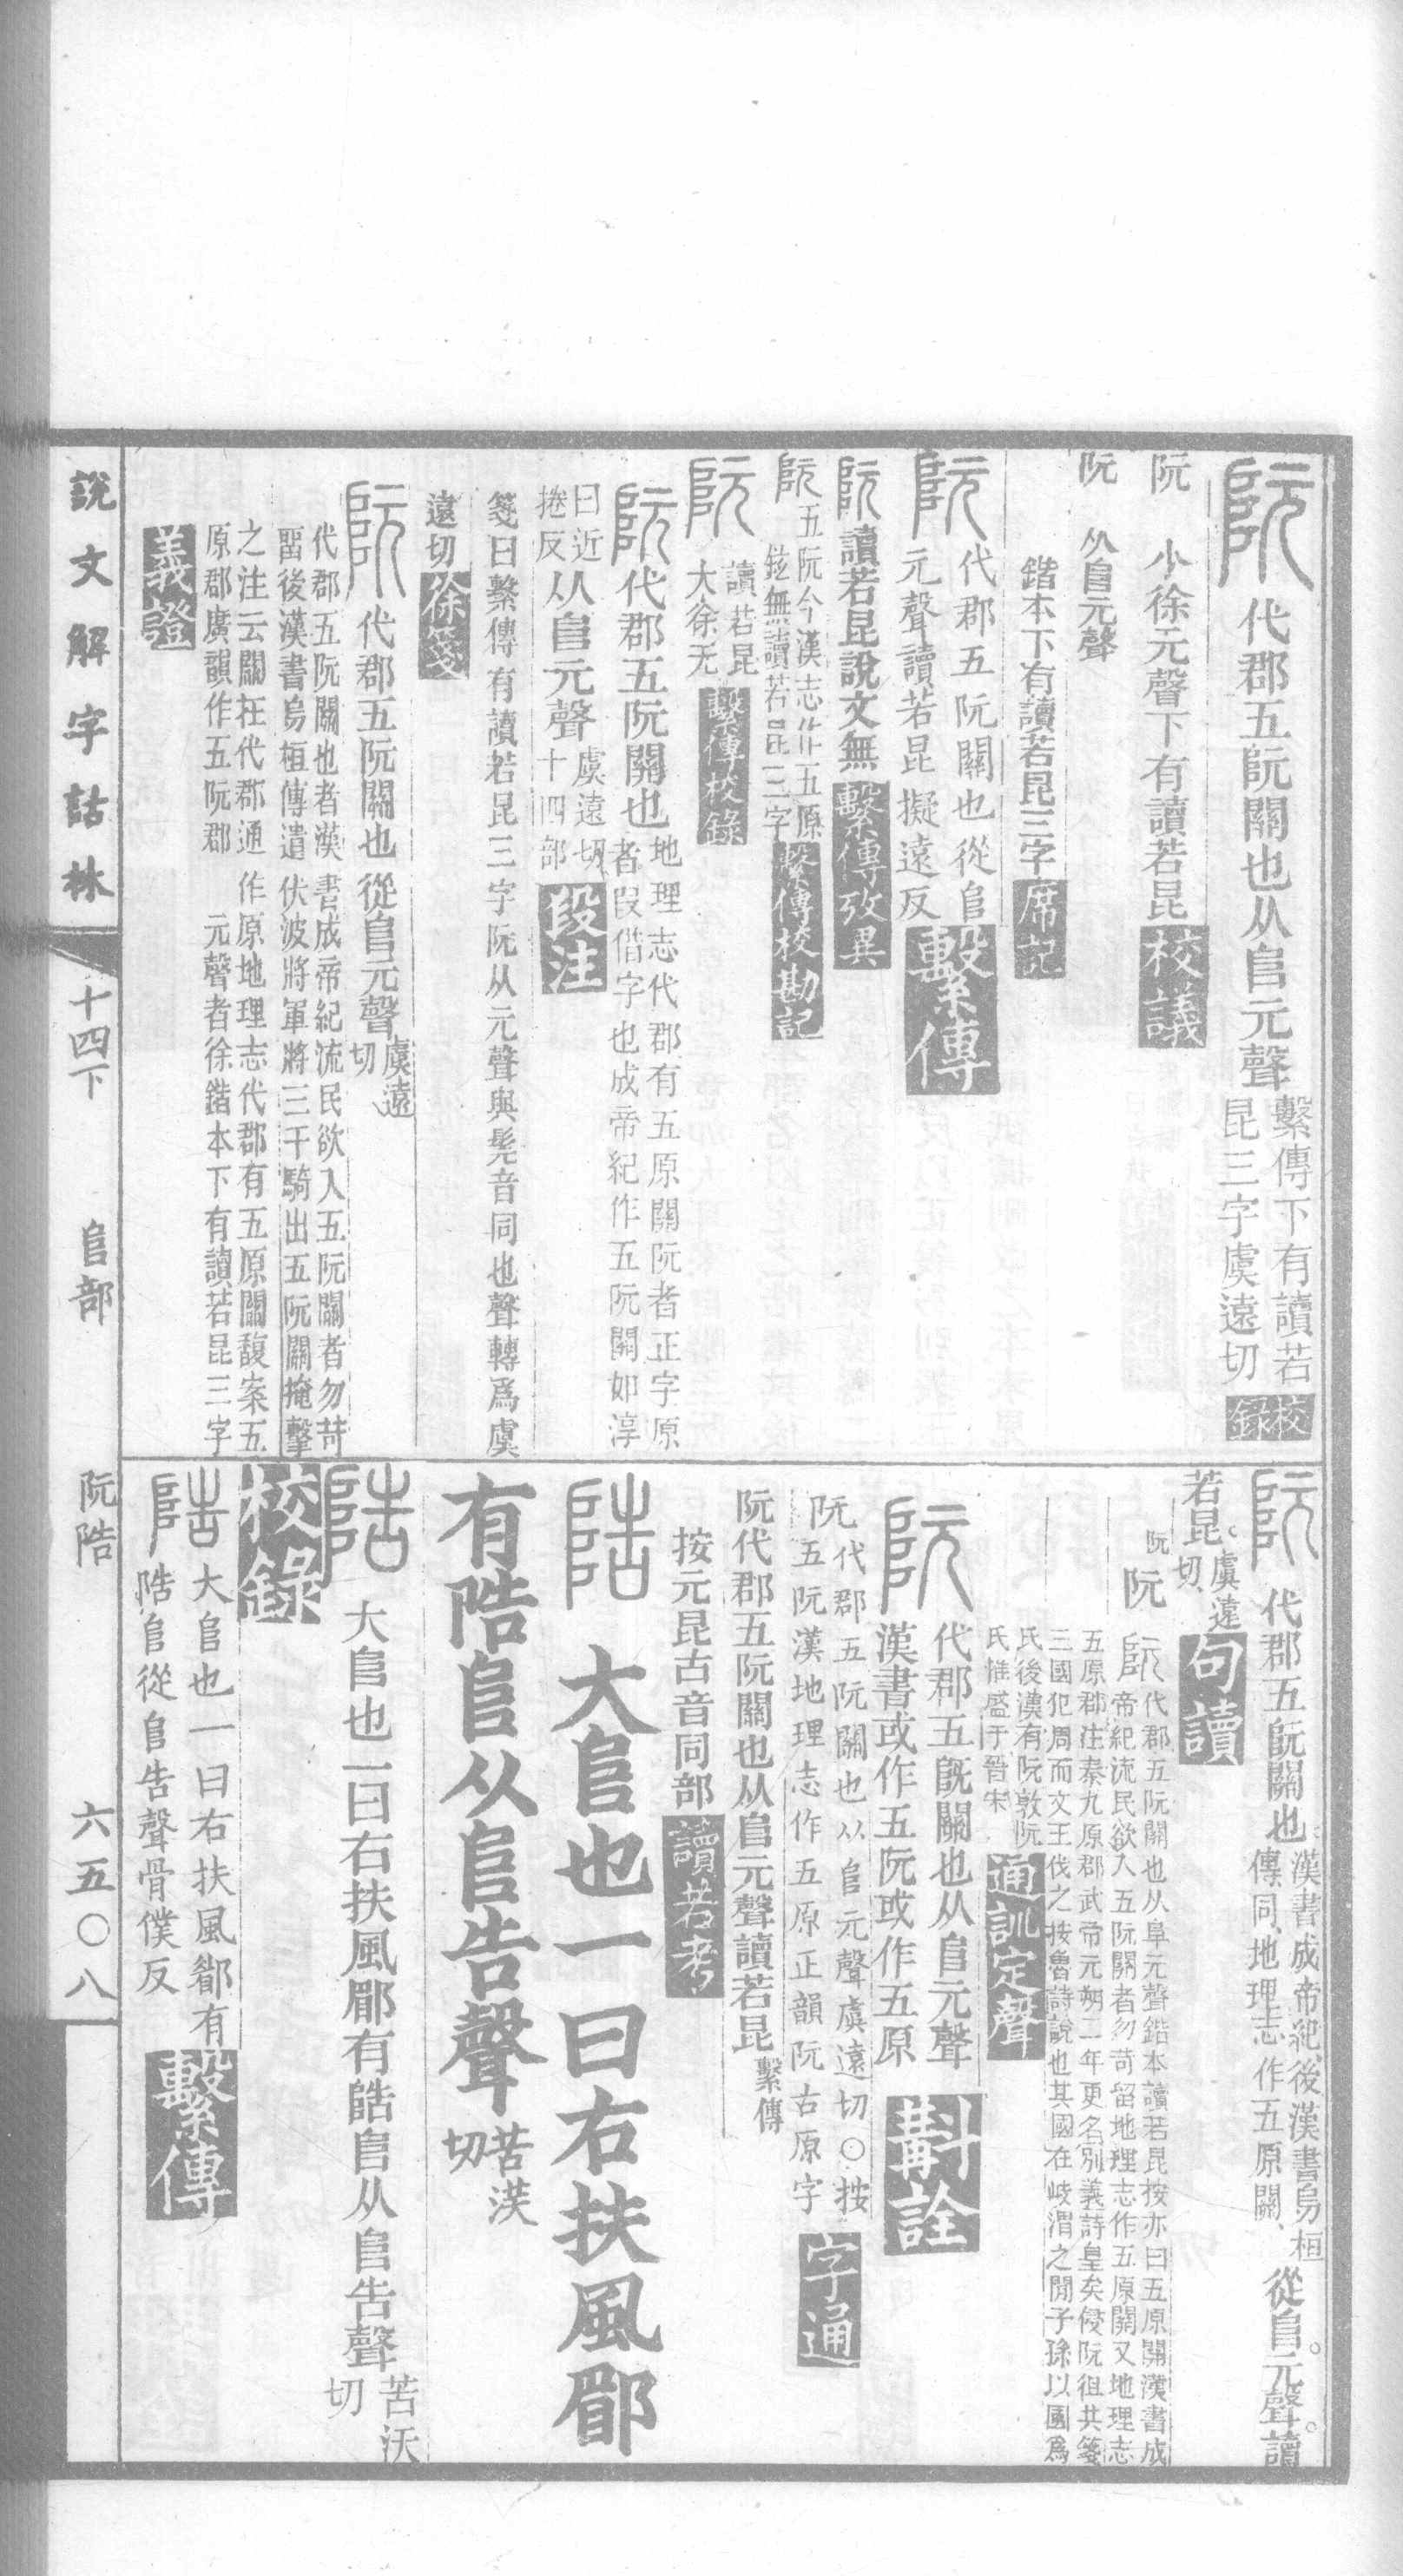 阮 代郡五阮關也从𨸏元聲 繫傳下有讀若
昆三字虞遠切 校錄
阮 小徐元聲下有讀若昆 校議
阮 从𨸏元聲
鍇本下有讀若昆三字 席記
阮 代郡五阮關也從𨸏
元聲讀若昆擬遠反 繫傳
阮 讀若昆說文無 繫傳攷異
阮 五阮今漢志作五原
鉉無讀若昆三字 繫傳校勘記
阮 讀若昆
大徐无 繫傳校錄
阮 代郡五阮關也 地理志代郡有五原關阮者正字原
者叚借字也成帝紀作五阮關如淳
曰近
捲反 从𨸏元聲 虞遠切
十四部 段注
箋曰繫傳有讀若昆三字阮从元聲與髡音同也聲轉爲虞
遠切 徐箋
阮 代郡五阮關也從𨸏元聲 虞遠
切
代郡五阮關也者漢書成帝紀流民欲入五阮關者勿苛
畱後漢書烏桓傳遣伏波將軍將三千騎出五阮關掩擊
之注云關在代郡通作原地理志代郡有五原關馥案五
原郡廣韻作五阮郡 元聲者徐鍇本下有讀若昆三字
義證
阮 代郡五阮關也 漢書成帝紀後漢書烏桓
傳同地理志作五原關 從𨸏元聲讀
若昆 虞遠
切 句讀
阮 阮
阮 代郡五阮關也从阜元聲鍇本讀若昆按亦曰五原關漢書成
帝紀流民欲入五阮關者勿苛留地理志作五原關又地理志
五原郡注秦九原郡武帝元朔二年更名別義詩皇矣侵阮徂共箋
三國犯周而文王伐之按魯詩說也其國在岐渭之閒子孫以國爲
氏後漢有阮敦阮
氏惟盛于晉宋 通訓定聲
阮 代郡五阮關也从𨸏元聲
漢書或作五阮或作五原 斠詮
阮 代郡五阮關也从𨸏元聲虞遠切○按
五阮漢地理志作五原正韻阮古原字 字通
阮代郡五阮關也从𨸏元聲讀若昆 繫傳
按元昆古音同部 讀若考
陪 大𨸏也一曰右扶風郿
有陪𨸏从𨸏告聲 苦茯
切
陪 大𨸏也一曰右扶風郿有陪𨸏从𨸏告聲 苦沃
切
校錄
陪 大𨸏也一曰右扶風鄒有
陪𨸏從𨸏告聲骨僕反 繫傳
說文解字詁林 十四下 𨸏部 阮陪 六五〇八